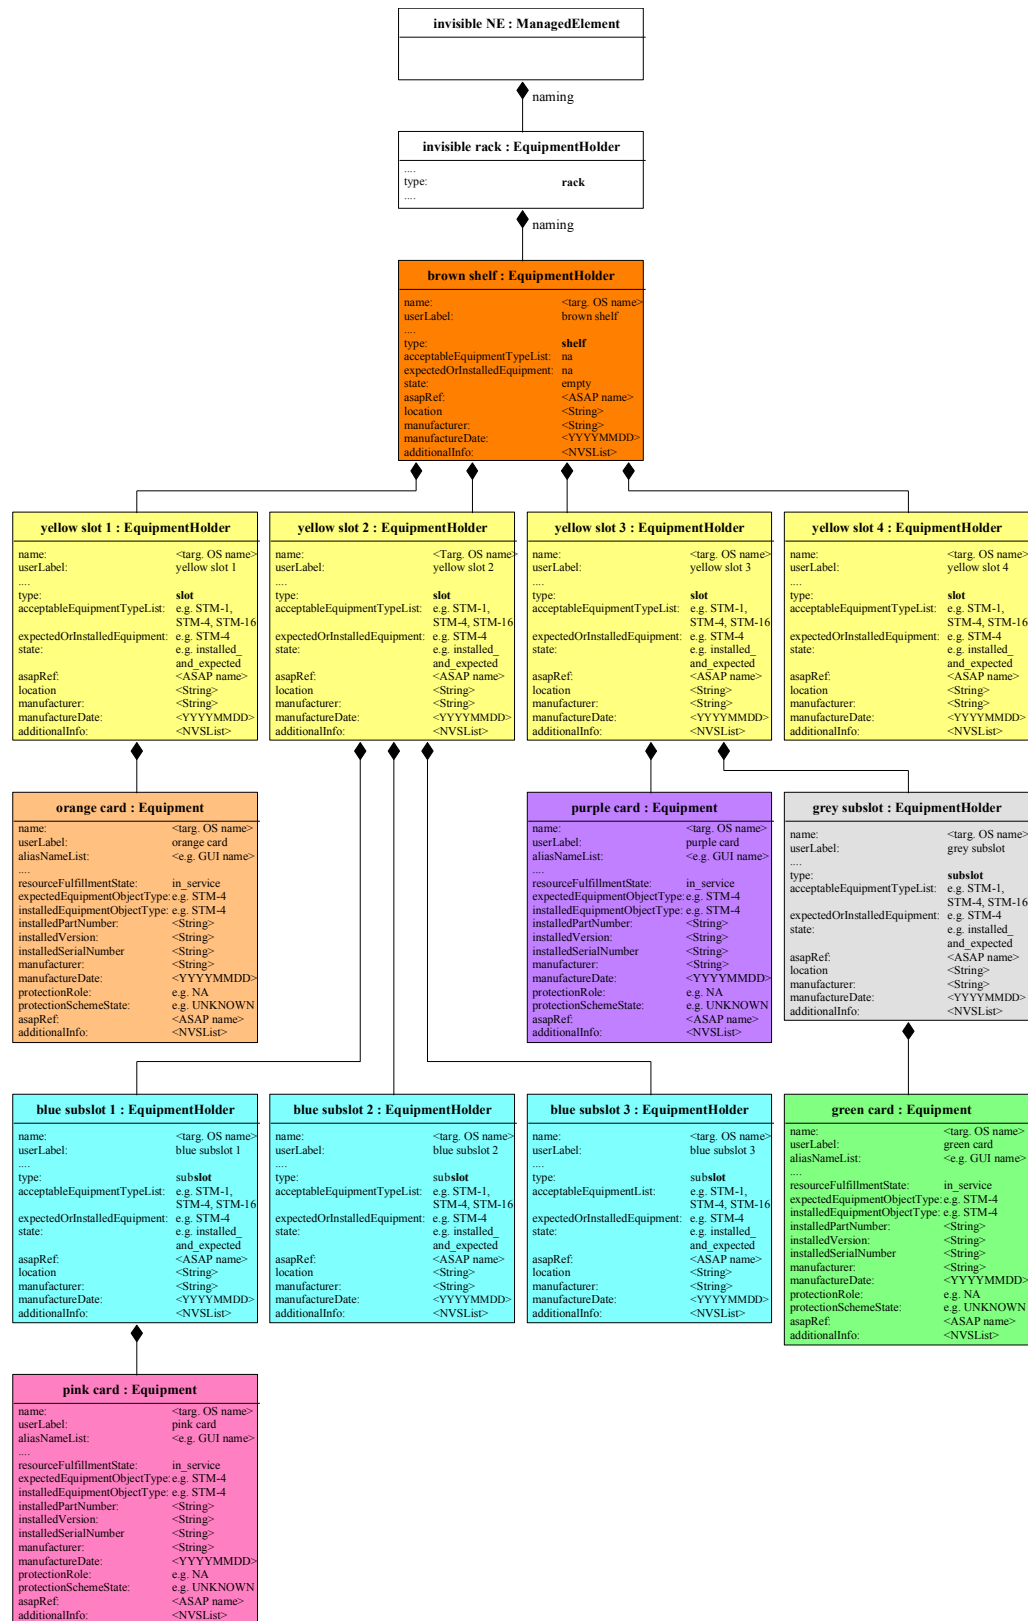 invisible NE : ManagedElement
naming
invisible rack : EquipmentHolder
....
type: rack
....
naming
brown shelf : EquipmentHolder
name: <targ. OS name>
userLabel: brown shelf
....
type: shelf
acceptableEquipmentTypeList: na
expectedOrInstalledEquipment: na
state: empty
asapRef: <ASAP name>
location <String>
manufacturer: <String>
manufactureDate: <YYYYMMDD>
additionalInfo: <NVSList>
yellow slot 1 : EquipmentHolder
name: <targ. OS name>
userLabel: yellow slot 1
....
type: slot
acceptableEquipmentTypeList: e.g. STM-1,
STM-4, STM-16
expectedOrInstalledEquipment: e.g. STM-4
state: e.g. installed_
and_expected
asapRef: <ASAP name>
location <String>
manufacturer: <String>
manufactureDate: <YYYYMMDD>
additionalInfo: <NVSList>
yellow slot 2 : EquipmentHolder
name: <Targ. OS name>
userLabel: yellow slot 2
....
type: slot
acceptableEquipmentTypeList: e.g. STM-1,
STM-4, STM-16
expectedOrInstalledEquipment: e.g. STM-4
state: e.g. installed_
and_expected
asapRef: <ASAP name>
location <String>
manufacturer: <String>
manufactureDate: <YYYYMMDD>
additionalInfo: <NVSList>
yellow slot 3 : EquipmentHolder
name: <targ. OS name>
userLabel: yellow slot 3
....
type: slot
acceptableEquipmentTypeList: e.g. STM-1,
STM-4, STM-16
expectedOrInstalledEquipment: e.g. STM-4
state: e.g. installed_
and_expected
asapRef: <ASAP name>
location <String>
manufacturer: <String>
manufactureDate: <YYYYMMDD>
additionalInfo: <NVSList>
yellow slot 4 : EquipmentHolder
name: <targ. OS name>
userLabel: yellow slot 4
....
type: slot
acceptableEquipmentTypeList: e.g. STM-1,
STM-4, STM-16
expectedOrInstalledEquipment: e.g. STM-4
state: e.g. installed_
and_expected
asapRef: <ASAP name>
location <String>
manufacturer: <String>
manufactureDate: <YYYYMMDD>
additionalInfo: <NVSList>
orange card : Equipment
name: <targ. OS name>
userLabel: orange card
aliasNameList: <e.g. GUI name>
....
resourceFulfillmentState: in_service
expectedEquipmentObjectType: e.g. STM-4
installedEquipmentObjectType: e.g. STM-4
installedPartNumber: <String>
installedVersion: <String>
installedSerialNumber <String>
manufacturer: <String>
manufactureDate: <YYYYMMDD>
protectionRole: e.g. NA
protectionSchemeState: e.g. UNKNOWN
asapRef: <ASAP name>
additionalInfo: <NVSList>
purple card : Equipment
name: <targ. OS name>
userLabel: purple card
aliasNameList: <e.g. GUI name>
....
resourceFulfillmentState: in_service
expectedEquipmentObjectType: e.g. STM-4
installedEquipmentObjectType: e.g. STM-4
installedPartNumber: <String>
installedVersion: <String>
installedSerialNumber <String>
manufacturer: <String>
manufactureDate: <YYYYMMDD>
protectionRole: e.g. NA
protectionSchemeState: e.g. UNKNOWN
asapRef: <ASAP name>
additionalInfo: <NVSList>
grey subslot : EquipmentHolder
name: <targ. OS name>
userLabel: grey subslot
....
type: subslot
acceptableEquipmentTypeList: e.g. STM-1,
STM-4, STM-16
expectedOrInstalledEquipment: e.g. STM-4
state: e.g. installed_
and_expected
asapRef: <ASAP name>
location <String>
manufacturer: <String>
manufactureDate: <YYYYMMDD>
additionalInfo: <NVSList>
blue subslot 1 : EquipmentHolder
name: <targ. OS name>
userLabel: blue subslot 1
....
type: subslot
acceptableEquipmentTypeList: e.g. STM-1,
STM-4, STM-16
expectedOrInstalledEquipment: e.g. STM-4
state: e.g. installed_
and_expected
asapRef: <ASAP name>
location <String>
manufacturer: <String>
manufactureDate: <YYYYMMDD>
additionalInfo: <NVSList>
blue subslot 2 : EquipmentHolder
name: <targ. OS name>
userLabel: blue subslot 2
....
type: subslot
acceptableEquipmentTypeList: e.g. STM-1,
STM-4, STM-16
expectedOrInstalledEquipment: e.g. STM-4
state: e.g. installed_
and_expected
asapRef: <ASAP name>
location <String>
manufacturer: <String>
manufactureDate: <YYYYMMDD>
additionalInfo: <NVSList>
blue subslot 3 : EquipmentHolder
name: <targ. OS name>
userLabel: blue subslot 3
....
type: subslot
acceptableEquipmentList: e.g. STM-1,
STM-4, STM-16
expectedOrInstalledEquipment: e.g. STM-4
state: e.g. installed_
and_expected
asapRef: <ASAP name>
location <String>
manufacturer: <String>
manufactureDate: <YYYYMMDD>
additionalInfo: <NVSList>
green card : Equipment
name: <targ. OS name>
userLabel: green card
aliasNameList: <e.g. GUI name>
....
resourceFulfillmentState: in_service
expectedEquipmentObjectType: e.g. STM-4
installedEquipmentObjectType: e.g. STM-4
installedPartNumber: <String>
installedVersion: <String>
installedSerialNumber <String>
manufacturer: <String>
manufactureDate: <YYYYMMDD>
protectionRole: e.g. NA
protectionSchemeState: e.g. UNKNOWN
asapRef: <ASAP name>
additionalInfo: <NVSList>
pink card : Equipment
name: <targ. OS name>
userLabel: pink card
aliasNameList: <e.g. GUI name>
....
resourceFulfillmentState: in_service
expectedEquipmentObjectType: e.g. STM-4
installedEquipmentObjectType: e.g. STM-4
installedPartNumber: <String>
installedVersion: <String>
installedSerialNumber <String>
manufacturer: <String>
manufactureDate: <YYYYMMDD>
protectionRole: e.g. NA
protectionSchemeState: e.g. UNKNOWN
asapRef: <ASAP name>
additionalInfo: <NVSList>